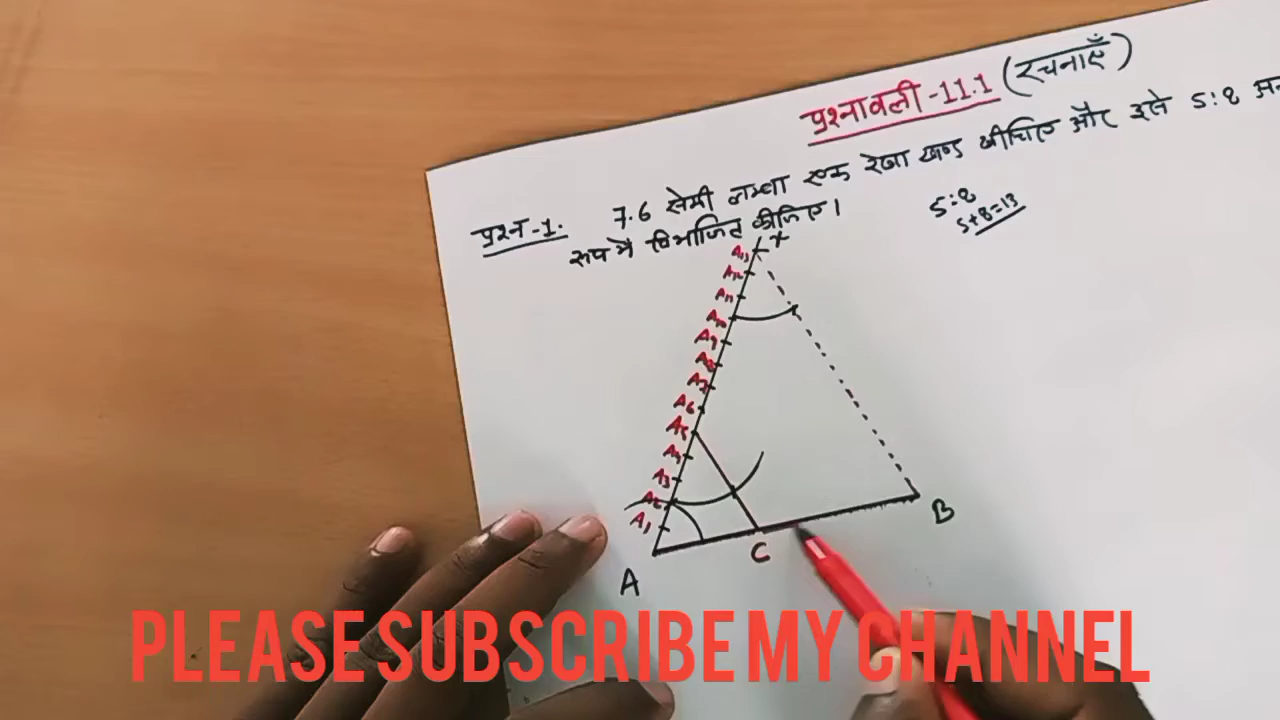 प्रश्नावली-11.1 (रचनाएँ)
प्रश्न-1. 7.6 सेमी लम्बा एक रेखा खण्ड खींचिए और इसे 5:8
रूप में विभाजित कीजिए।
5:8
5+8=13
X
A13
A12
A11
A10
A9
A8
A7
A6
A5
A4
A3
A2
A1
A
C
B
PLEASE SUBSCRIBE MY CHANNEL